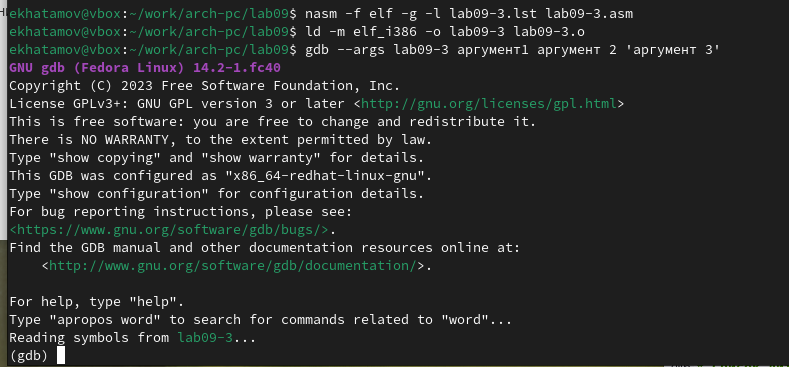 ekhatamov@vbox:~/work/arch-pc/lab09$ nasm -f elf -g -l lab09-3.lst lab09-3.asm
ekhatamov@vbox:~/work/arch-pc/lab09$ ld -m elf_i386 -o lab09-3 lab09-3.o
ekhatamov@vbox:~/work/arch-pc/lab09$ gdb --args lab09-3 аргумент1 аргумент 2 'аргумент 3'
GNU gdb (Fedora Linux) 14.2-1.fc40
Copyright (C) 2023 Free Software Foundation, Inc.
License GPLv3+: GNU GPL version 3 or later <http://gnu.org/licenses/gpl.html>
This is free software: you are free to change and redistribute it.
There is NO WARRANTY, to the extent permitted by law.
Type "show copying" and "show warranty" for details.
This GDB was configured as "x86_64-redhat-linux-gnu".
Type "show configuration" for configuration details.
For bug reporting instructions, please see:
<https://www.gnu.org/software/gdb/bugs/>.
Find the GDB manual and other documentation resources online at:
    <http://www.gnu.org/software/gdb/documentation/>.

For help, type "help".
Type "apropos word" to search for commands related to "word"...
Reading symbols from lab09-3...
(gdb)